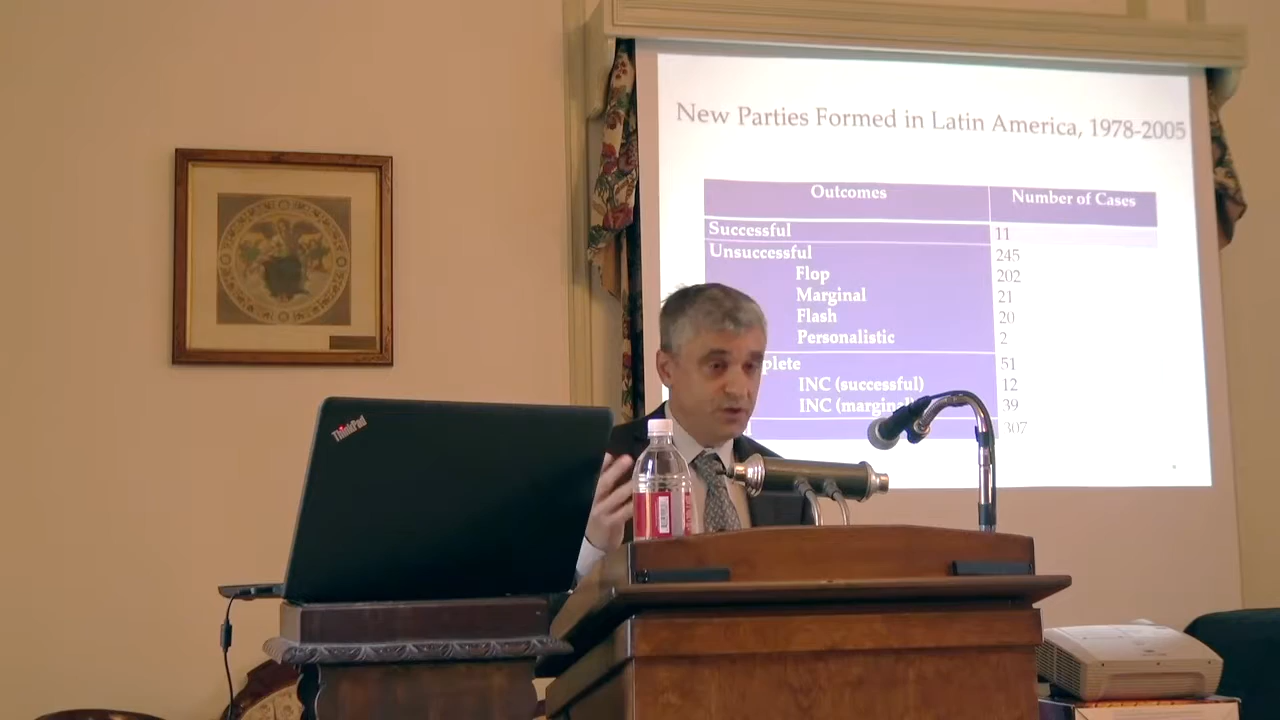 New Parties Formed in Latin America, 1978-2005
Outcomes Number of Cases
Successful 11
Unsuccessful 245
Flop 202
Marginal 21
Flash 20
Personalistic 2
plete 51
INC (successful) 12
INC (marginal) 39
307
ThinkPad